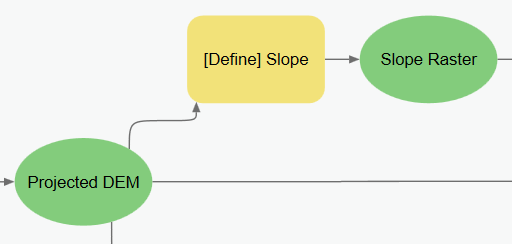 [Define] Slope
Slope Raster
Projected DEM